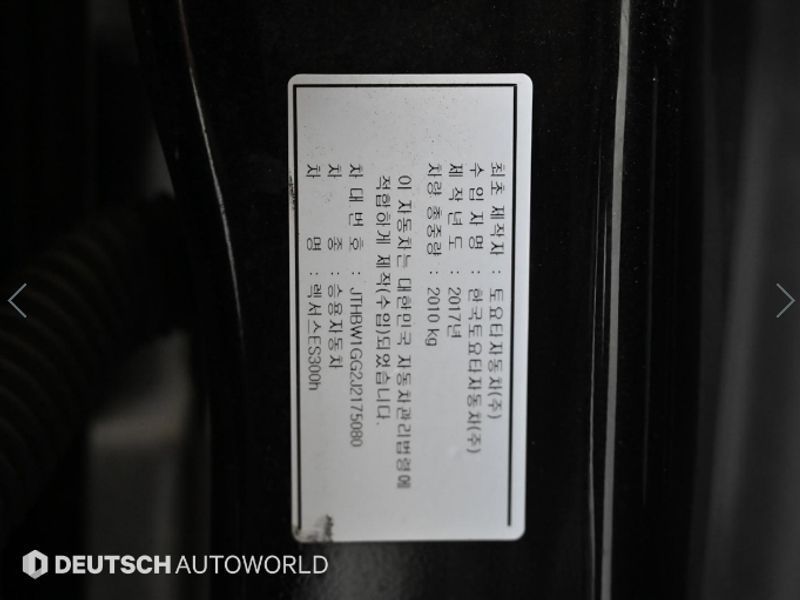 최초 제작자 : 토요타자동차(주)
수입자명 : 한국토요타자동차(주)
제작년도 : 2017년
차량 총중량 : 2010 kg
이 자동차는 대한민국 자동차관리법령에
적합하게 제작(수입)되었습니다.
차대번호 : JTHBW1GG2J2175080
차 종 : 승용자동차
차 명 : 렉서스ES300h
DEUTSCH AUTOWORLD